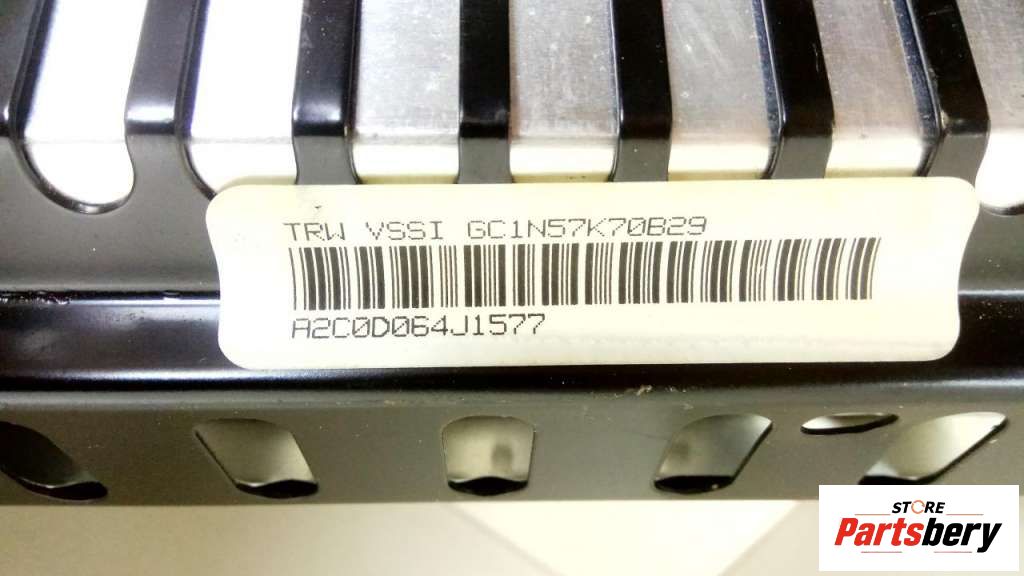 TRW VSSI GC1N57K70B29
A2C0D064J1577
STORE
Partsbery